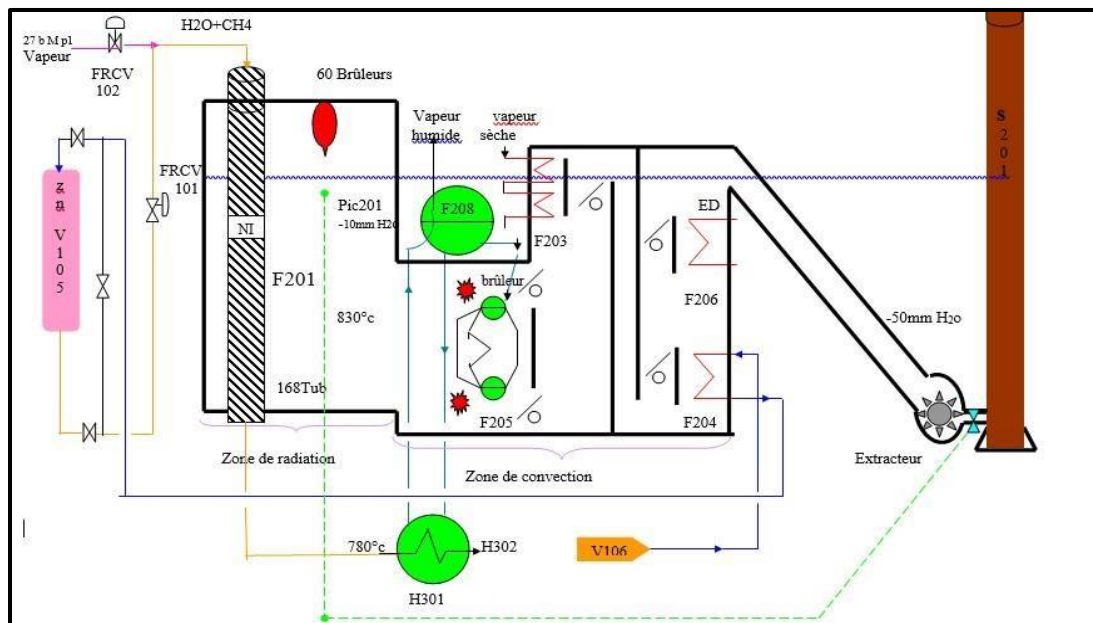 H2O+CH4
27 b M p1
Vapeur
FRCV
102
60 Brûleurs
Vapeur
humide
vapeur
sèche
S
2
0
1
FRCV
101
zn
V
1
0
5
NI
Pic201
-10mm H2o
F208
F203
ED
F201
brûleur
F206
830°c
-50mm H2o
168Tub
F205
F204
Extracteur
Zone de radiation
Zone de convection
780°c
H302
V106
H301